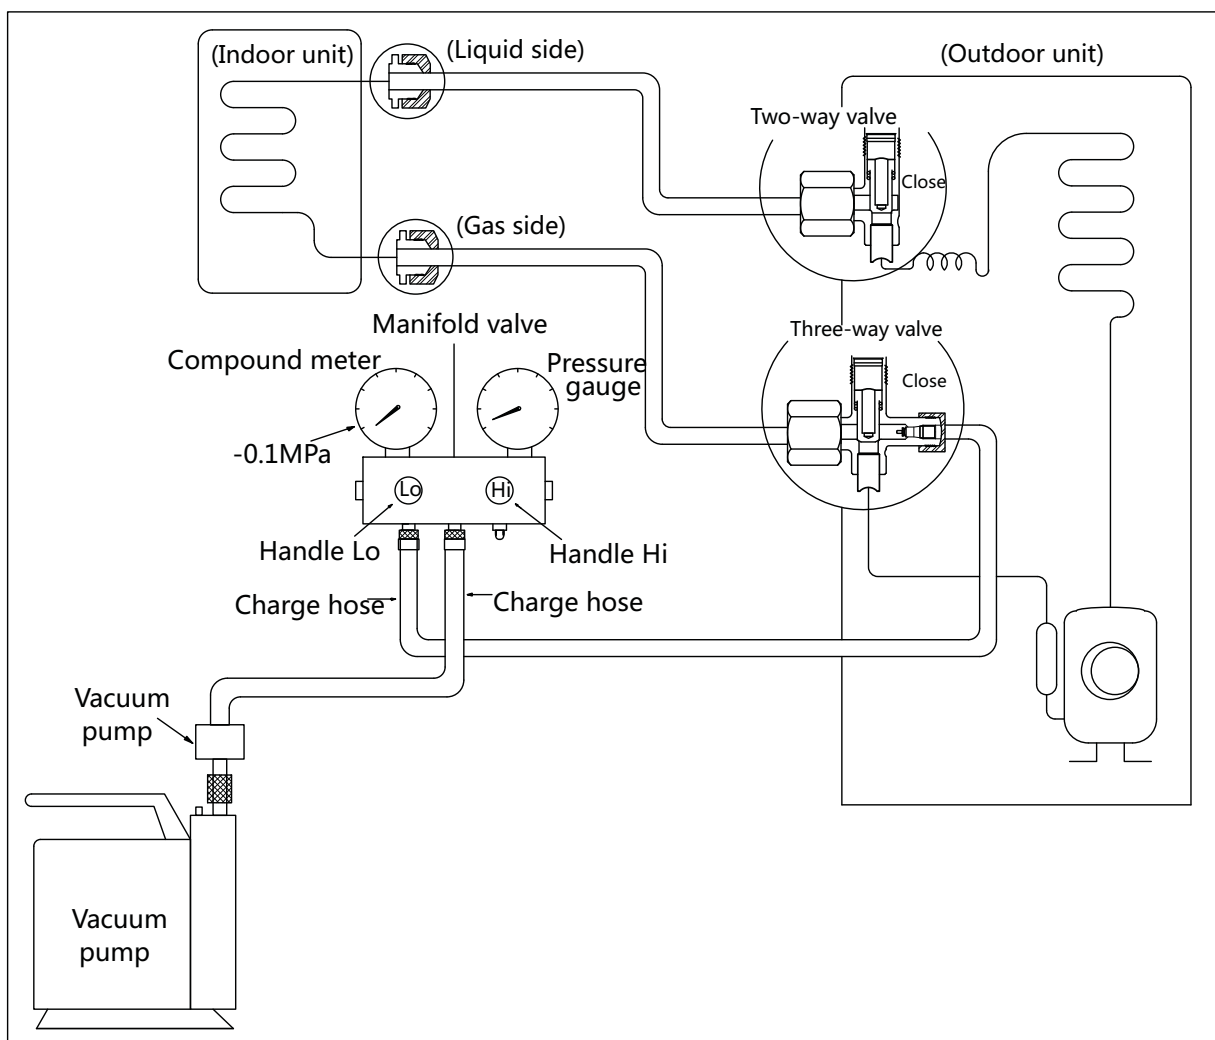 (Indoor unit)
(Liquid side)
(Outdoor unit)
Two-way valve
Close
(Gas side)
Manifold valve
Three-way valve
Compound meter
Pressure
gauge
Close
-0.1MPa
Lo
Hi
Handle Lo
Handle Hi
Charge hose
Charge hose
Vacuum
pump
Vacuum
pump